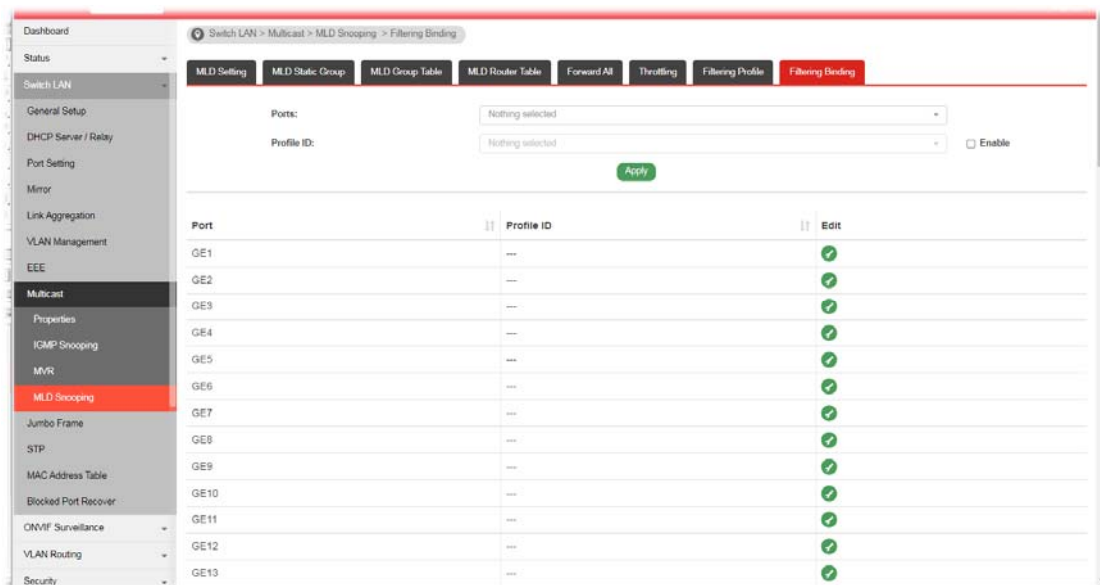 Dashboard
Status
Switch LAN
General Setup
DHCP Server / Relay
Port Setting
Mirror
Link Aggregation
VLAN Management
EEE
Multicast
Properties
IGMP Snooping
MVR
MLD Snooping
Jumbo Frame
STP
MAC Address Table
Blocked Port Recover
ONVIF Surveillance
VLAN Routing
Security
Switch LAN > Multicast > MLD Snooping > Filtering Binding
MLD Setting MLD Static Group MLD Group Table MLD Router Table Forward All Throttling Filtering Profile Filtering Binding
Ports: Nothing selected
Profile ID: Nothing selected Enable
Apply
Port Profile ID Edit
GE1 ---
GE2 ---
GE3 ---
GE4 ---
GE5 ---
GE6 ---
GE7 ---
GE8 ---
GE9 ---
GE10 ---
GE11 ---
GE12 ---
GE13 ---